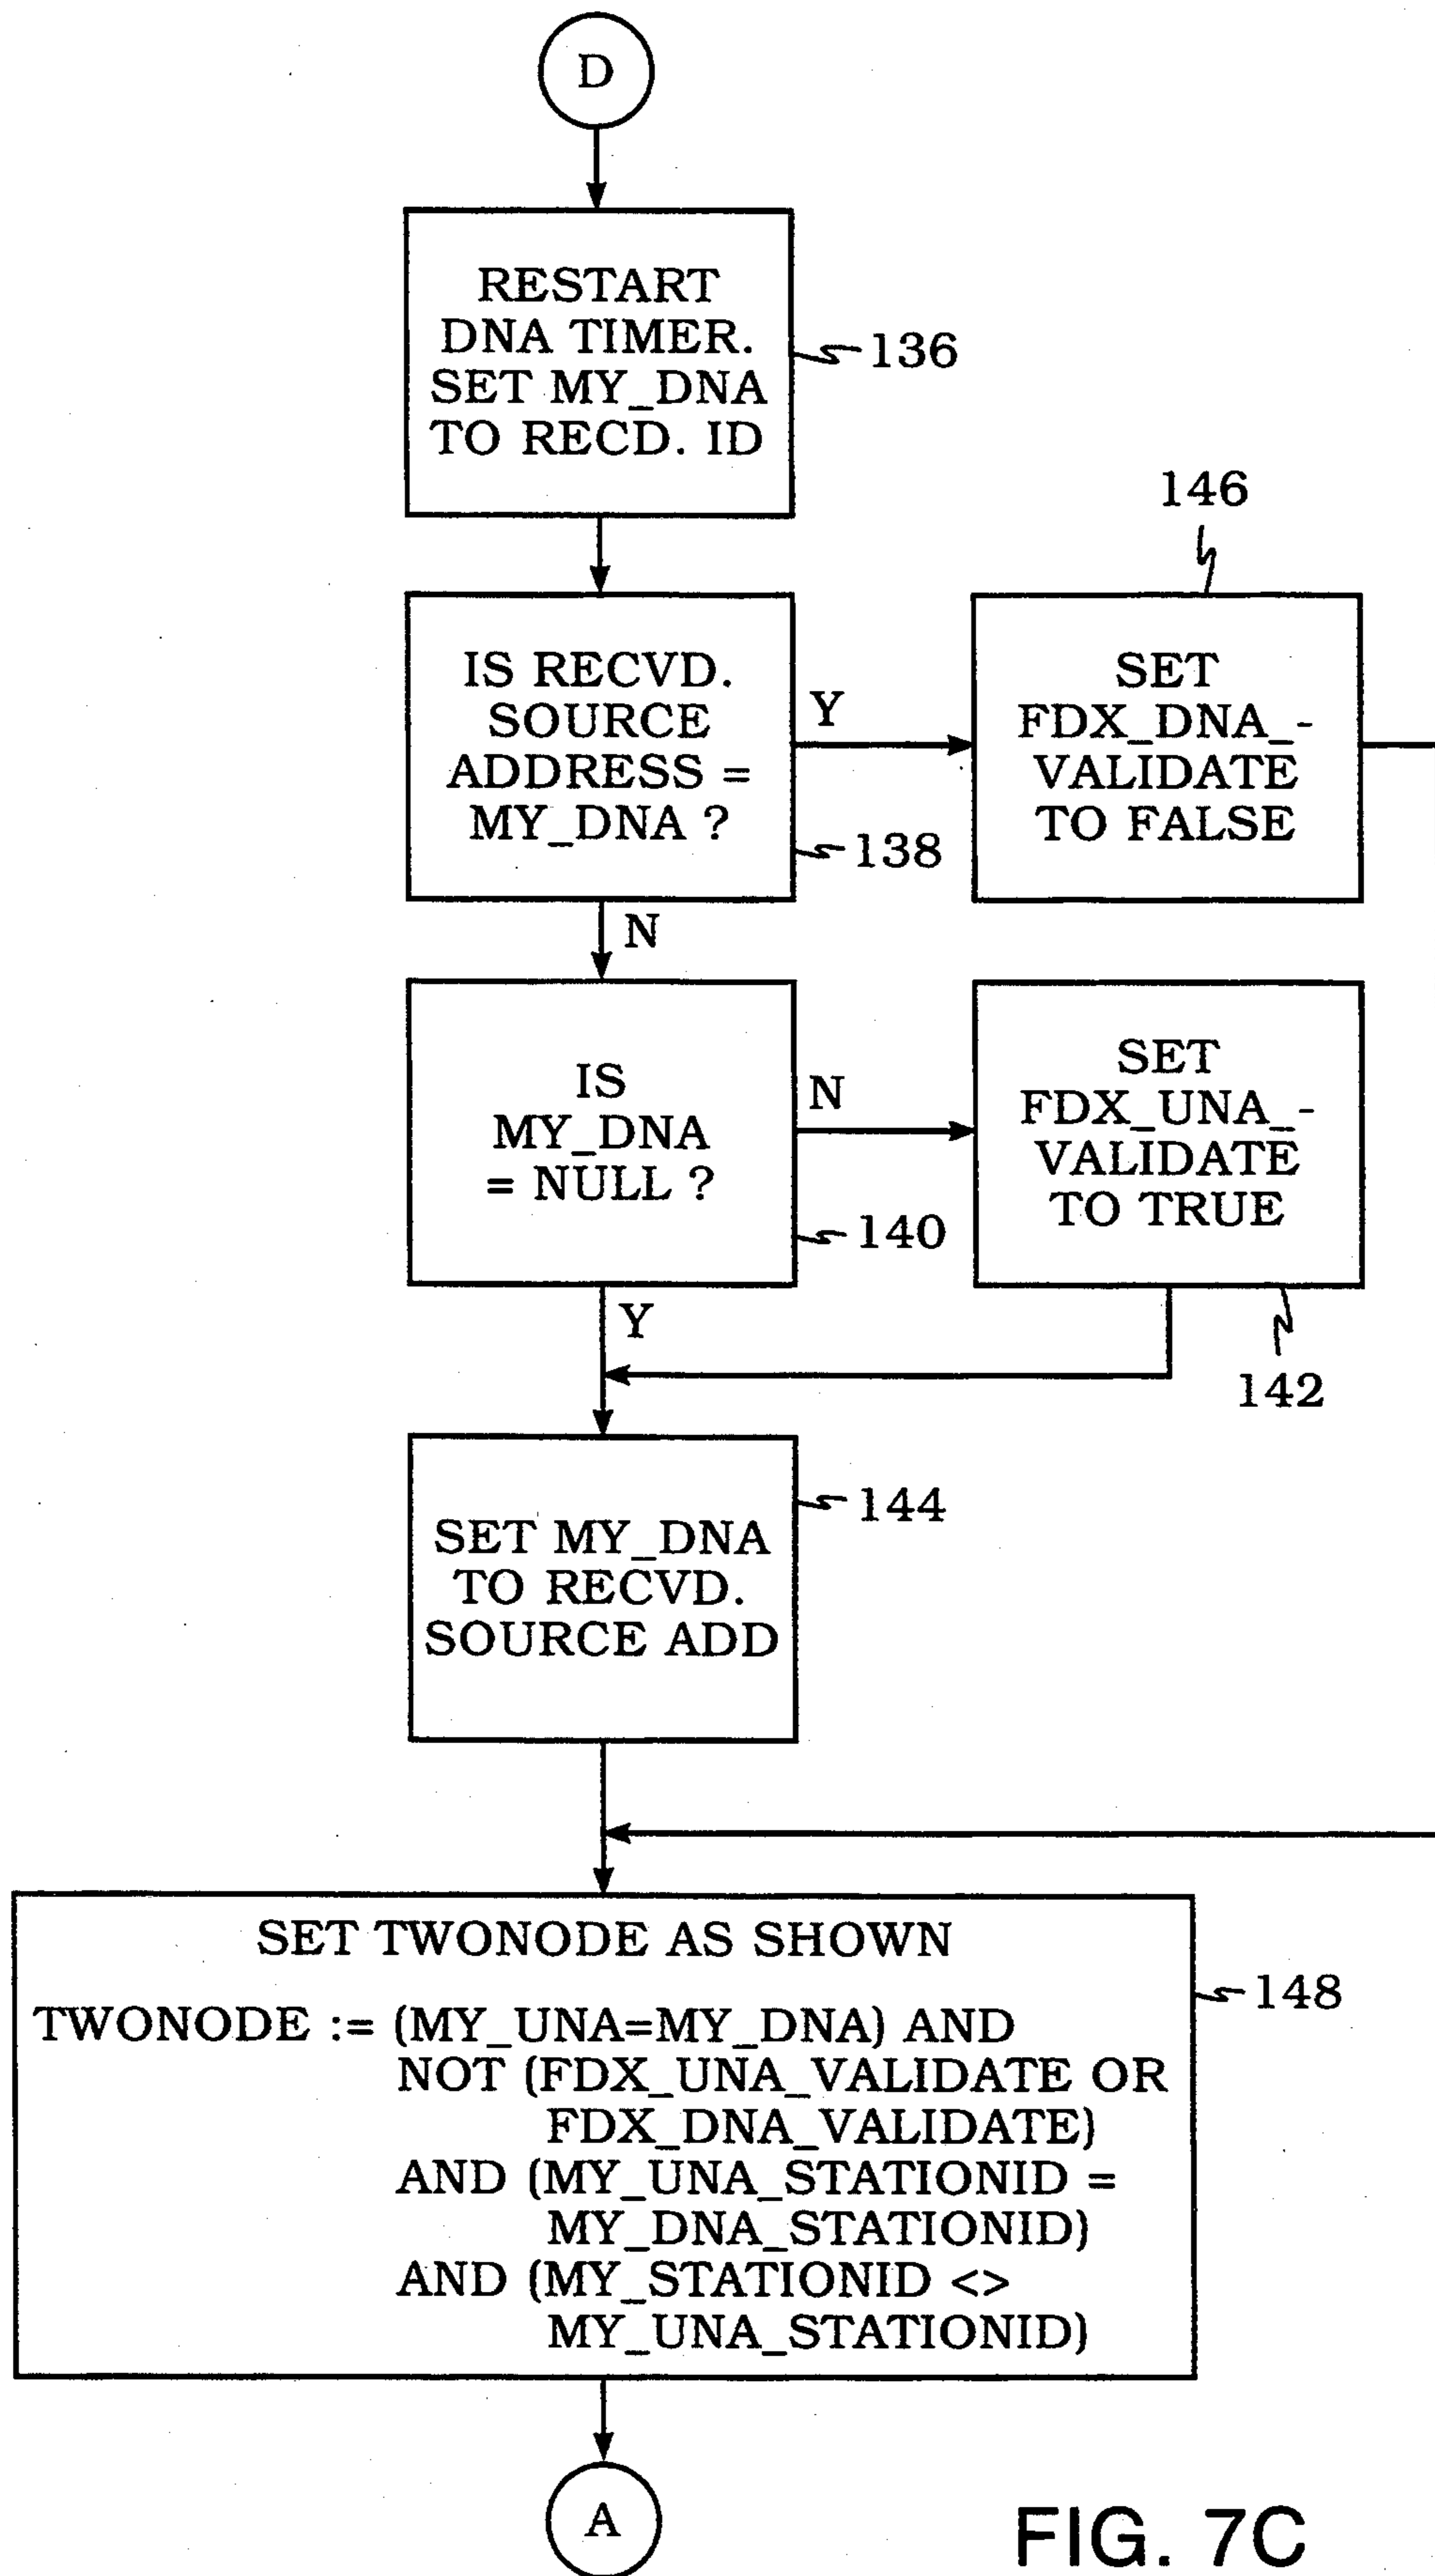 D
RESTART
DNA TIMER.
SET MY_DNA
TO RECD. ID
136
146
IS RECVD.
SOURCE
ADDRESS =
MY_DNA ?
138
Y
SET
FDX_DNA_-
VALIDATE
TO FALSE
N
IS
MY_DNA
= NULL ?
140
N
SET
FDX_UNA_-
VALIDATE
TO TRUE
142
Y
SET MY_DNA
TO RECVD.
SOURCE ADD
144
SET TWONODE AS SHOWN
TWONODE := (MY_UNA=MY_DNA) AND
NOT (FDX_UNA_VALIDATE OR
FDX_DNA_VALIDATE)
AND (MY_UNA_STATIONID =
MY_DNA_STATIONID)
AND (MY_STATIONID <>
MY_UNA_STATIONID)
148
A
FIG. 7C